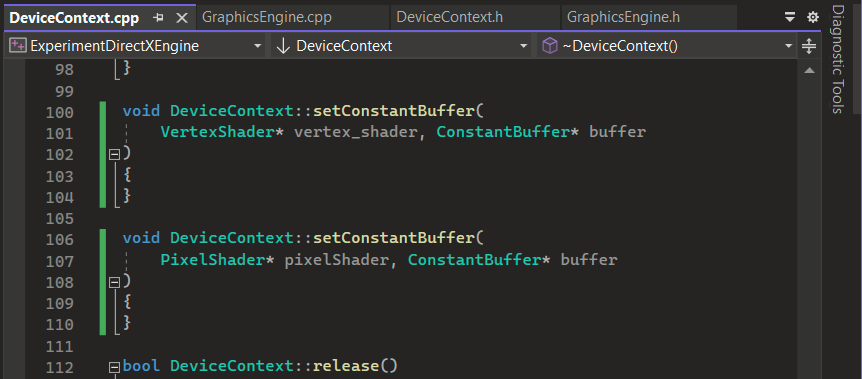 DeviceContext.cpp
GraphicsEngine.cpp
DeviceContext.h
GraphicsEngine.h
ExperimentDirectXEngine
DeviceContext
~DeviceContext()
Diagnostic Tools
98 }
99
100 void DeviceContext::setConstantBuffer(
101 VertexShader* vertex_shader, ConstantBuffer* buffer
102 )
103 {
104 }
105
106 void DeviceContext::setConstantBuffer(
107 PixelShader* pixelShader, ConstantBuffer* buffer
108 )
109 {
110 }
111
112 bool DeviceContext::release()